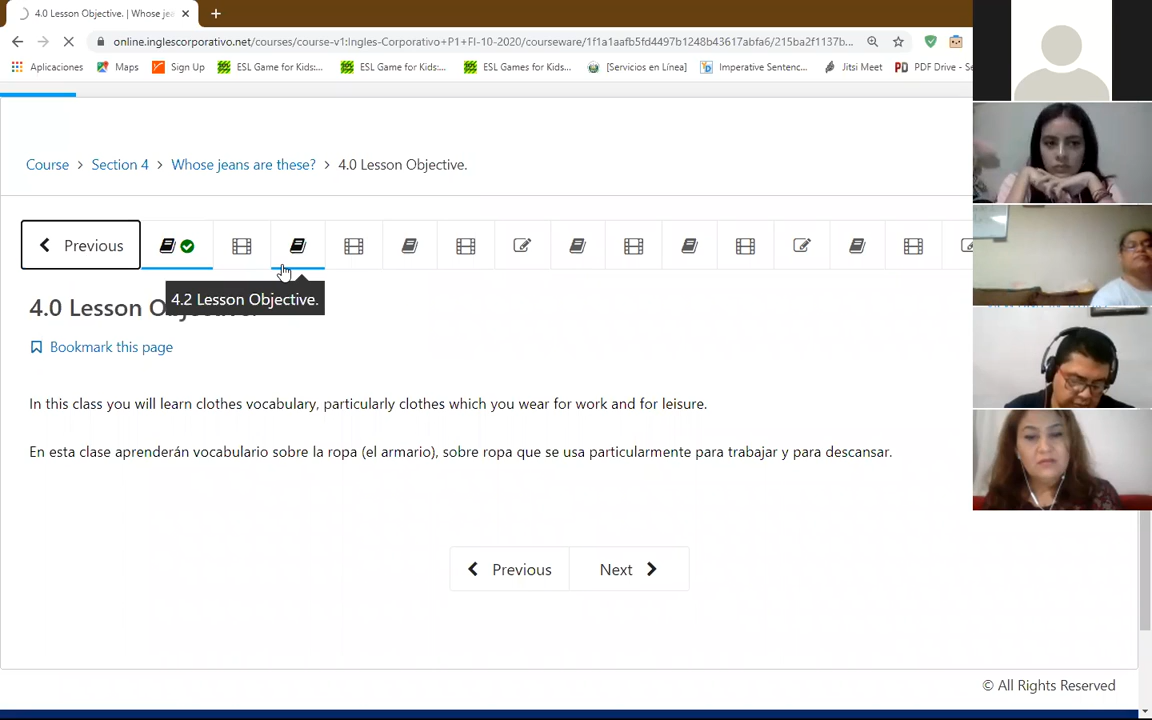 4.0 Lesson Objective. | Whose jea
online.inglescorporativo.net/courses/course-v1:Ingles-Corporativo+P1+FI-10-2020/courseware/1f1a1aafb5fd4497b1248b43617abfa6/215ba2f1137b...
Aplicaciones Maps Sign Up ESL Game for Kids:... ESL Game for Kids:... ESL Games for Kids:... [Servicios en Línea] Imperative Sentenc... Jitsi Meet PDF Drive - Se
Course > Section 4 > Whose jeans are these? > 4.0 Lesson Objective.
Previous
4.2 Lesson Objective.
4.0 Lesson Objective.
Bookmark this page
In this class you will learn clothes vocabulary, particularly clothes which you wear for work and for leisure.
En esta clase aprenderán vocabulario sobre la ropa (el armario), sobre ropa que se usa particularmente para trabajar y para descansar.
Previous Next
© All Rights Reserved